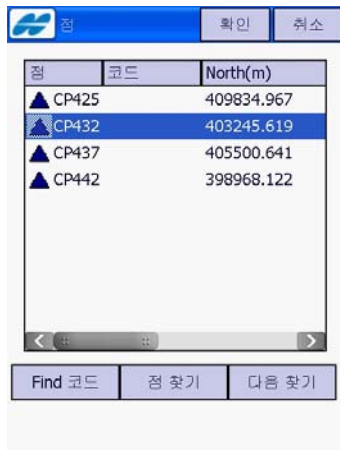 점 확인 취소
점 코드 North(m)
CP425 409834.967
CP432 403245.619
CP437 405500.641
CP442 398968.122
Find 코드 점 찾기 다음 찾기